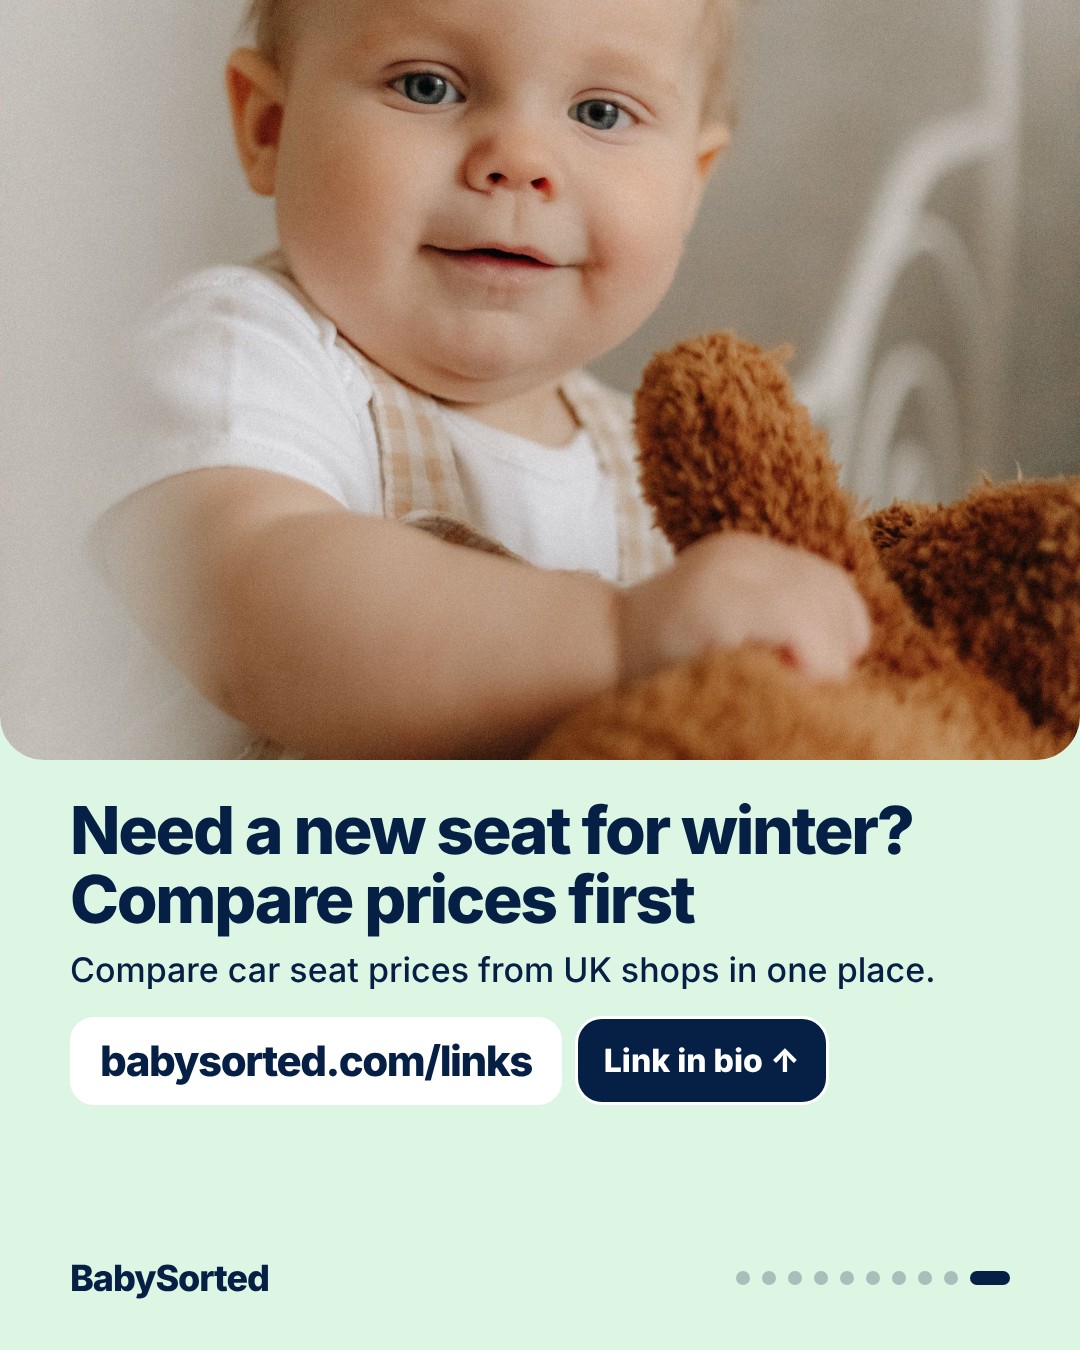 Need a new seat for winter?
Compare prices first
Compare car seat prices from UK shops in one place.
babysorted.com/links
Link in bio ↑
BabySorted